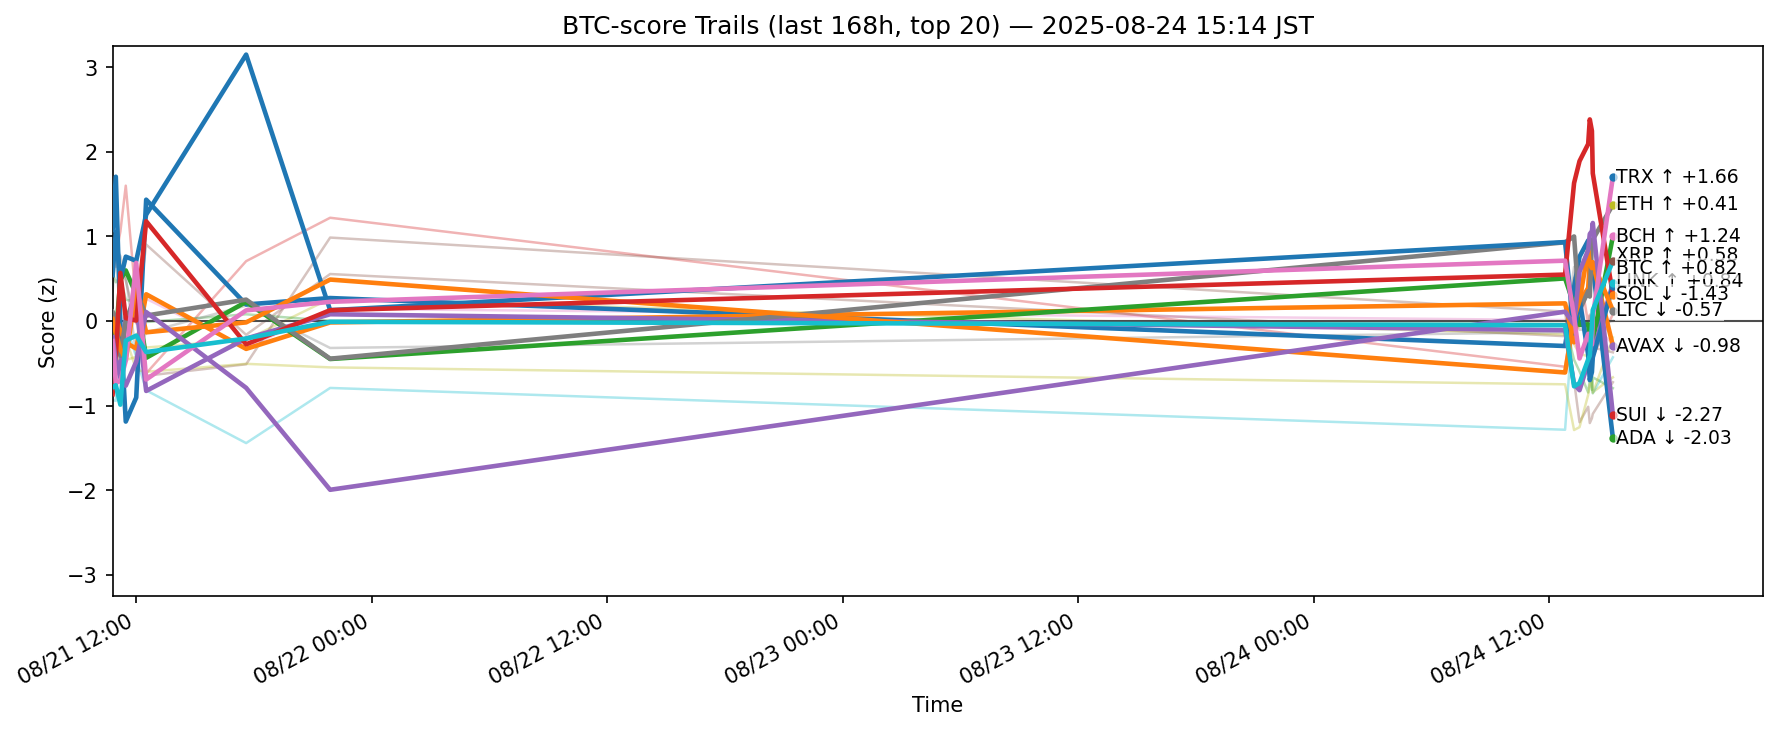 BTC-score Trails (last 168h, top 20) — 2025-08-24 15:14 JST
3
2
1
0
−1
−2
−3
Score (z)
TRX ↑ +1.66
ETH ↑ +0.41
BCH ↑ +1.24
XRP ↑ +0.58
BTC ↑ +0.82
LINK ↑ +0.84
SOL ↓ -1.43
LTC ↓ -0.57
AVAX ↓ -0.98
SUI ↓ -2.27
ADA ↓ -2.03
08/21 12:00
08/22 00:00
08/22 12:00
08/23 00:00
08/23 12:00
08/24 00:00
08/24 12:00
Time